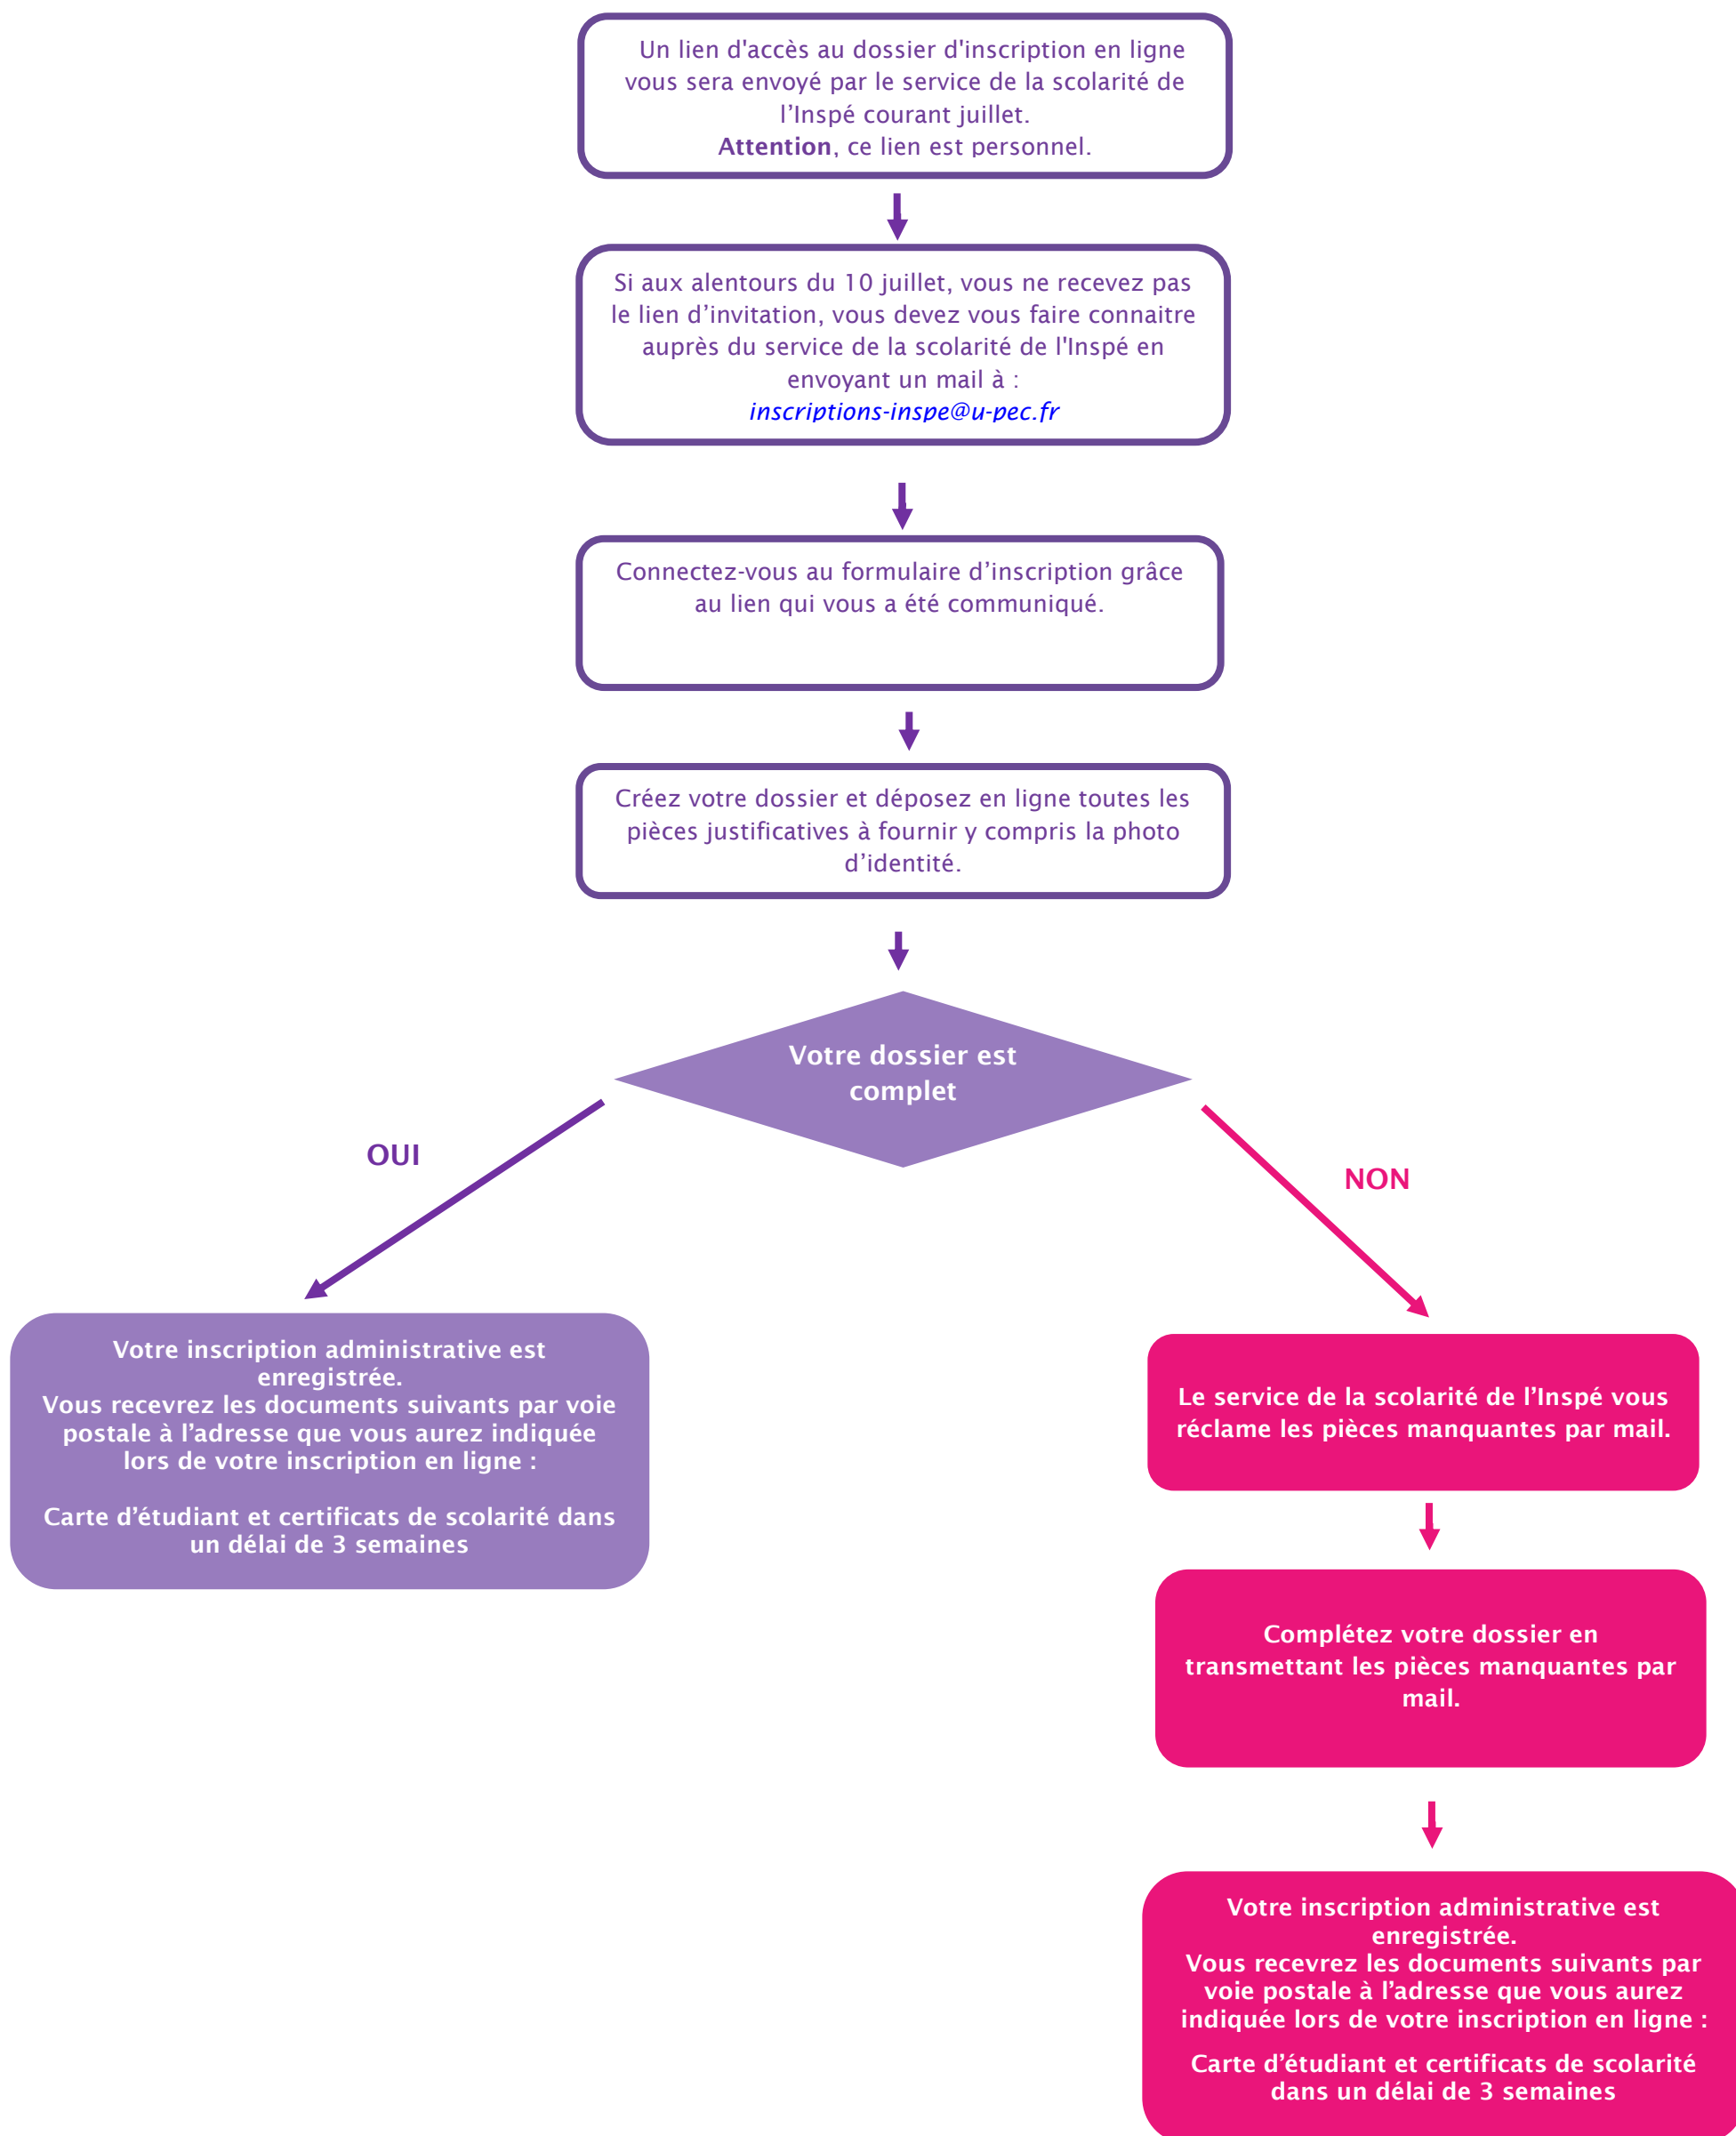 Un lien d'accès au dossier d'inscription en ligne
vous sera envoyé par le service de la scolarité de
l’Inspé courant juillet.
Attention, ce lien est personnel.
Si aux alentours du 10 juillet, vous ne recevez pas
le lien d’invitation, vous devez vous faire connaitre
auprès du service de la scolarité de l'Inspé en
envoyant un mail à :
inscriptions-inspe@u-pec.fr
Connectez-vous au formulaire d’inscription grâce
au lien qui vous a été communiqué.
Créez votre dossier et déposez en ligne toutes les
pièces justificatives à fournir y compris la photo
d’identité.
Votre dossier est
complet
OUI
NON
Votre inscription administrative est
enregistrée.
Vous recevrez les documents suivants par voie
postale à l’adresse que vous aurez indiquée
lors de votre inscription en ligne :
Carte d’étudiant et certificats de scolarité dans
un délai de 3 semaines
Le service de la scolarité de l’Inspé vous
réclame les pièces manquantes par mail.
Complétez votre dossier en
transmettant les pièces manquantes par
mail.
Votre inscription administrative est
enregistrée.
Vous recevrez les documents suivants par
voie postale à l’adresse que vous aurez
indiquée lors de votre inscription en ligne :
Carte d’étudiant et certificats de scolarité
dans un délai de 3 semaines